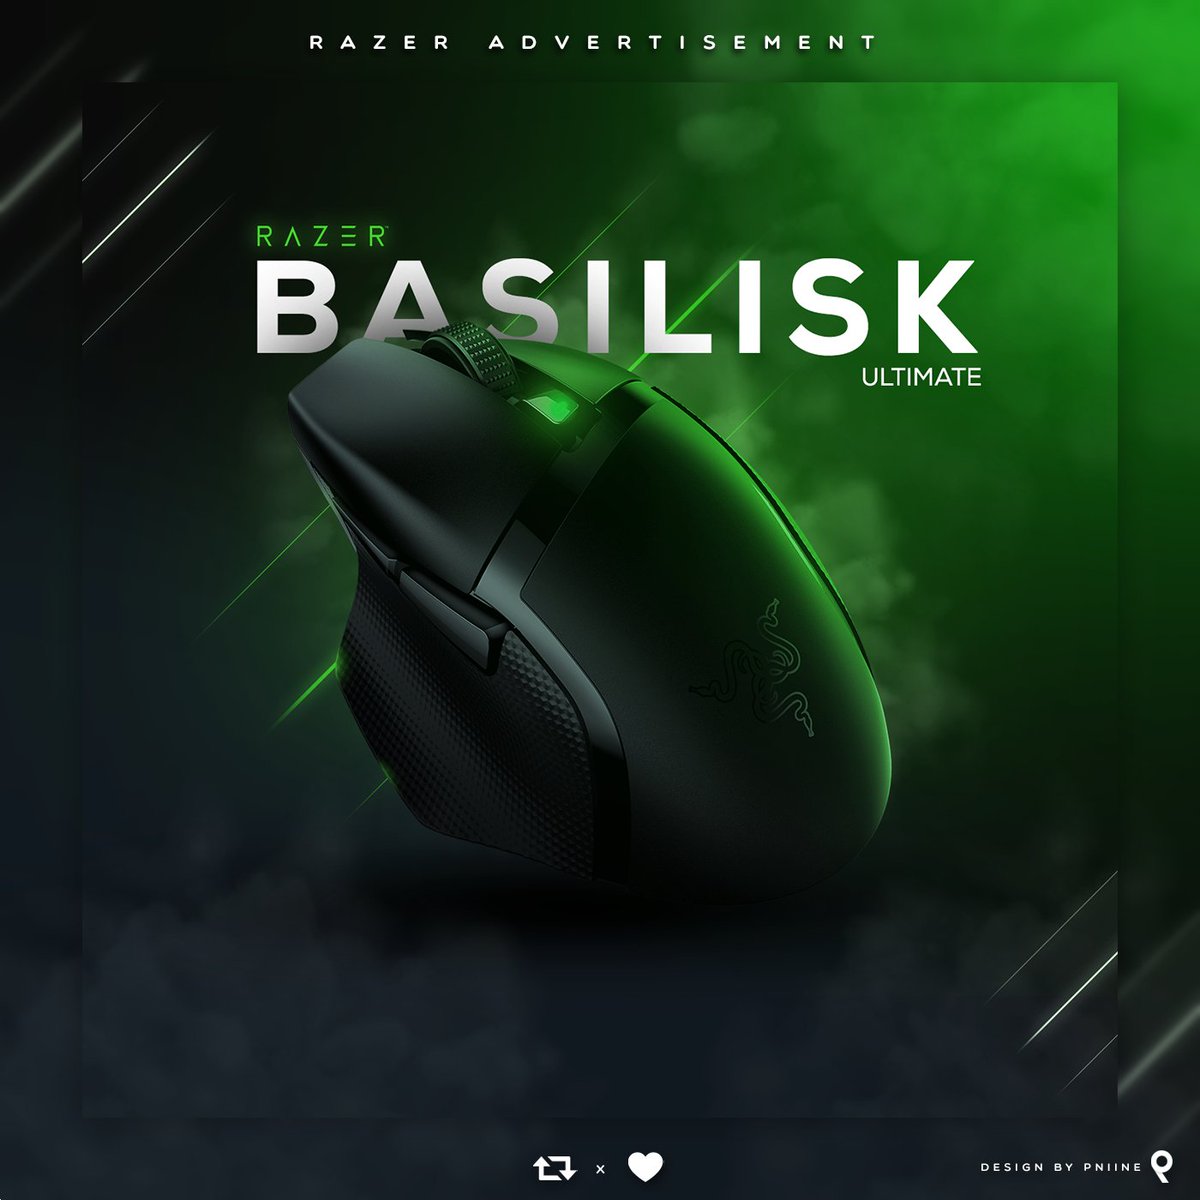 RAZER ADVERTISEMENT
RAZER
BASILISK
ULTIMATE
x
DESIGN BY PNIINE